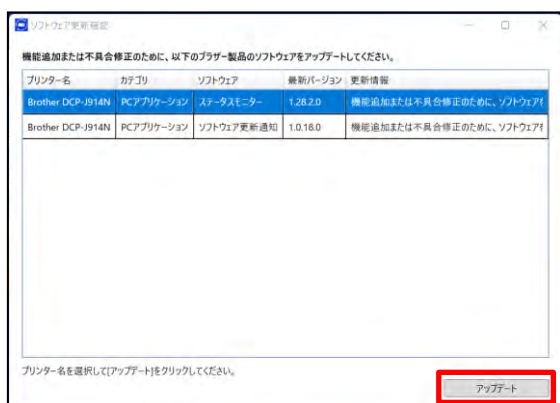 ソフトウェア更新確認
機能追加または不具合修正のために、以下のブラザー製品のソフトウェアをアップデートしてください。
プリンター名 カテゴリ ソフトウェア 最新バージョン 更新情報
Brother DCP-J914N PCアプリケーション ステータスモニター 1.28.2.0 機能追加または不具合修正のために、ソフトウェアを
Brother DCP-J914N PCアプリケーション ソフトウェア更新通知 1.0.18.0 機能追加または不具合修正のために、ソフトウェアを
プリンター名を選択して[アップデート]をクリックしてください。
アップデート